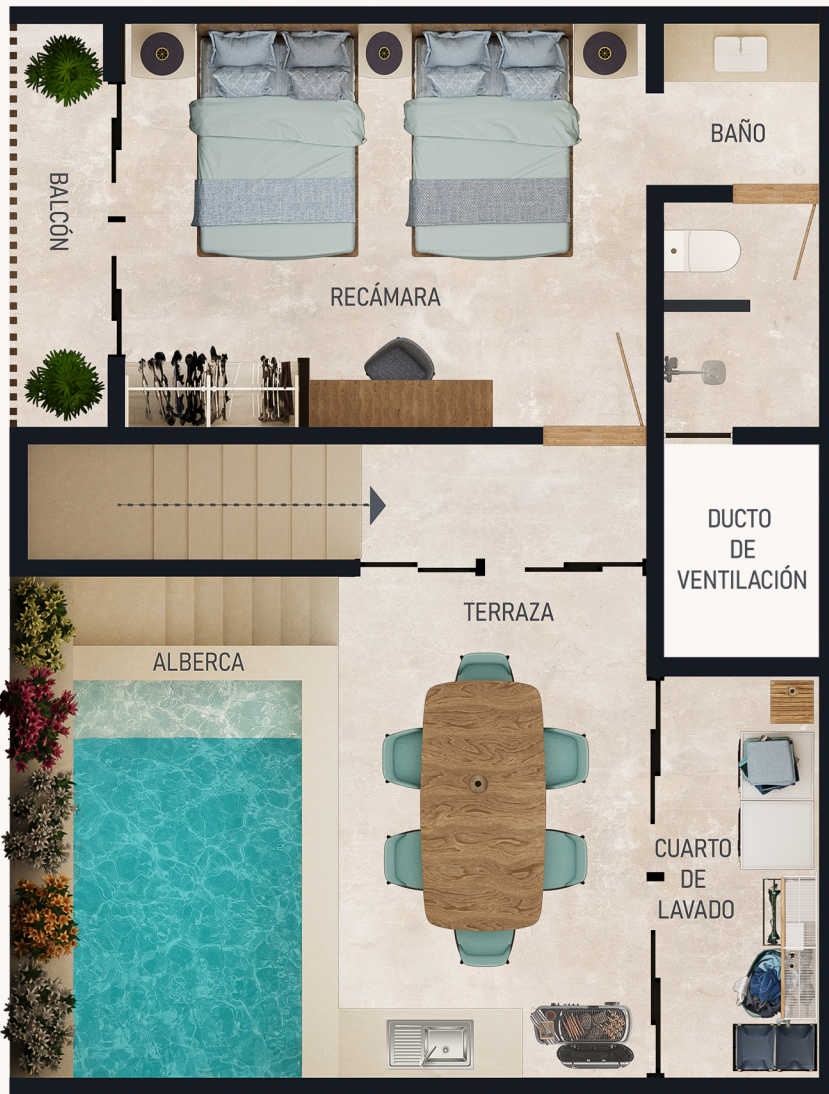 BAÑO
BALCÓN
RECÁMARA
DUCTO
DE
VENTILACIÓN
TERRAZA
ALBERCA
CUARTO
DE
LAVADO